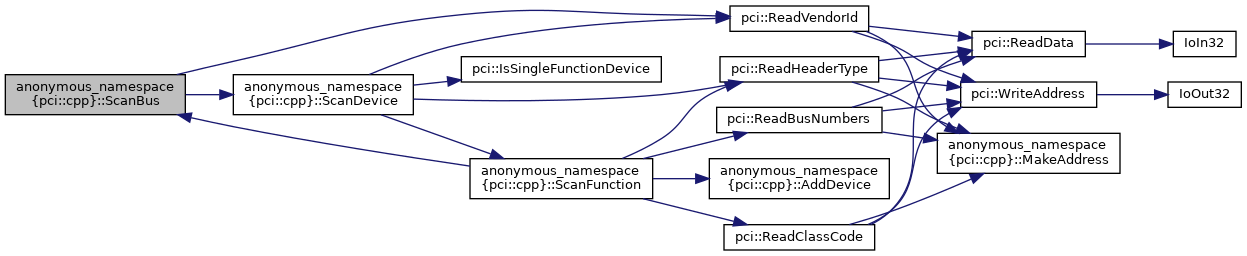 anonymous_namespace
{pci::cpp}::ScanBus
anonymous_namespace
{pci::cpp}::ScanDevice
pci::IsSingleFunctionDevice
anonymous_namespace
{pci::cpp}::ScanFunction
pci::ReadVendorId
pci::ReadHeaderType
pci::ReadBusNumbers
anonymous_namespace
{pci::cpp}::AddDevice
pci::ReadClassCode
pci::ReadData
pci::WriteAddress
anonymous_namespace
{pci::cpp}::MakeAddress
IoIn32
IoOut32